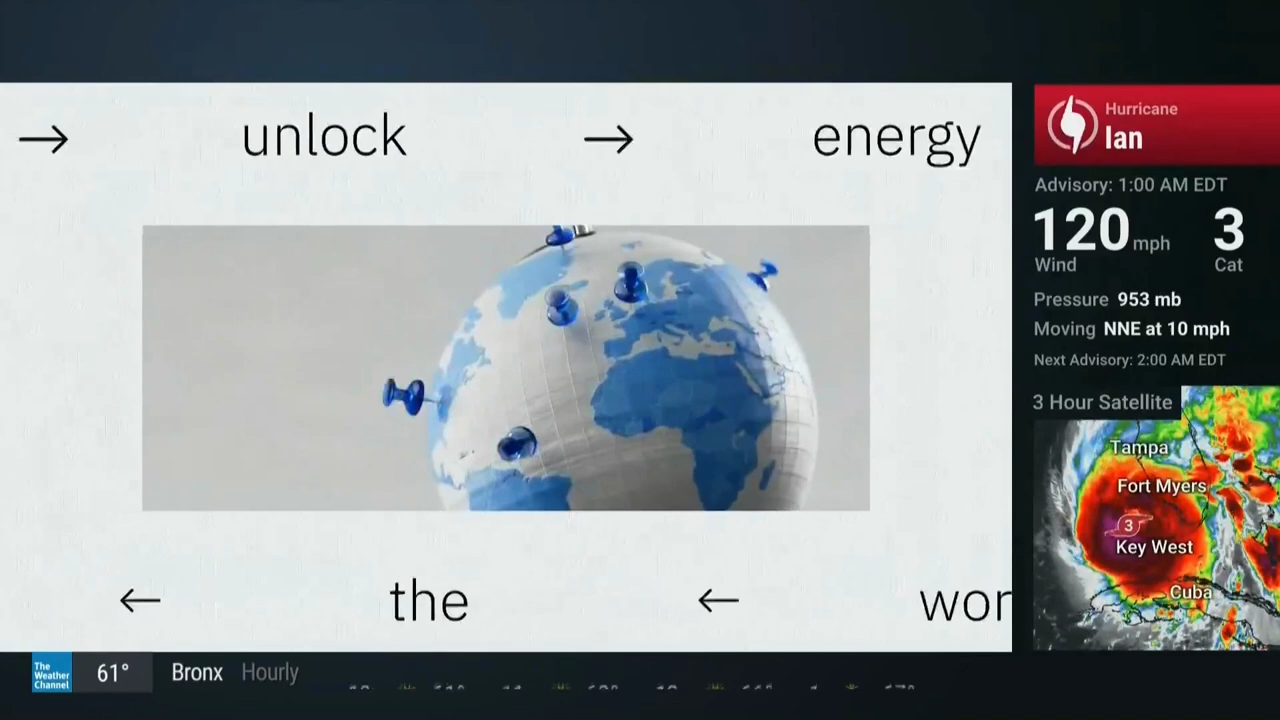 → unlock → energy
← the ← wor
Hurricane
Ian
Advisory: 1:00 AM EDT
120 mph 3
Wind Cat
Pressure 953 mb
Moving NNE at 10 mph
Next Advisory: 2:00 AM EDT
3 Hour Satellite
Tampa
Fort Myers
3
Key West
Cuba
The Weather Channel
61° Bronx Hourly